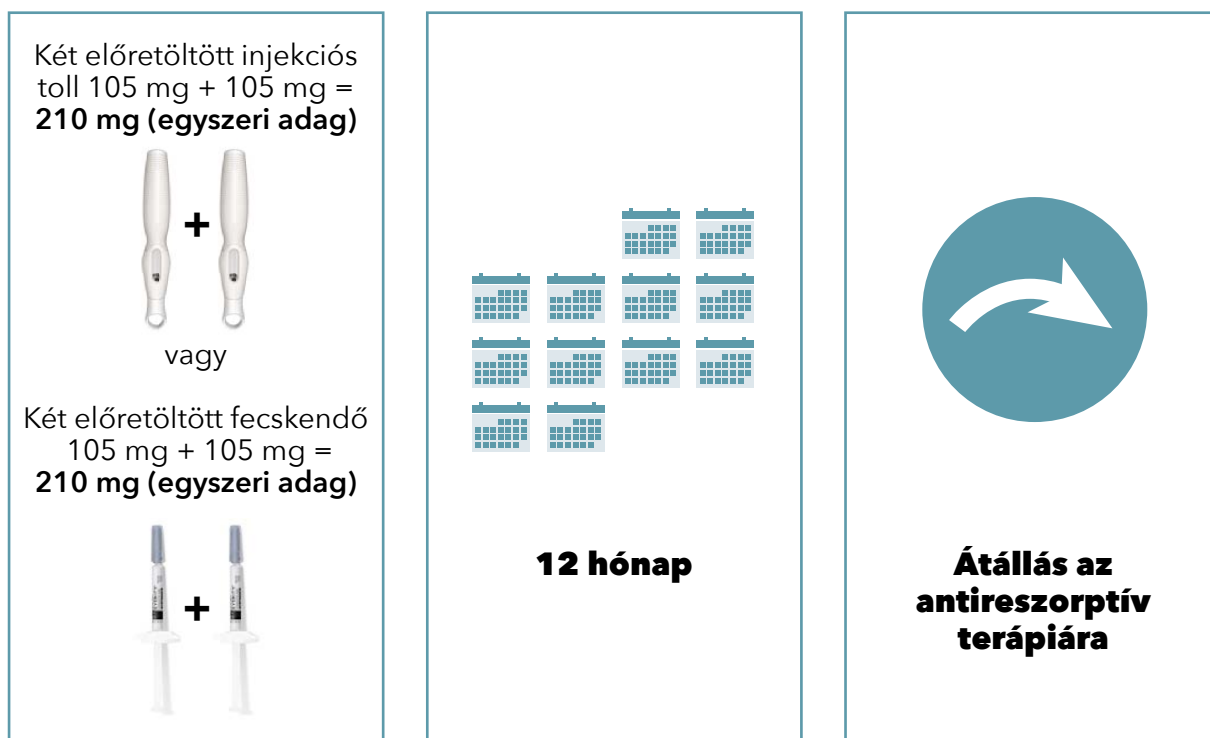 Két előretöltött injekciós
toll 105 mg + 105 mg =
210 mg (egyszeri adag)
+
vagy
Két előretöltött fecskendő
105 mg + 105 mg =
210 mg (egyszeri adag)
+
12 hónap
Átállás az
antireszorptív
terápiára